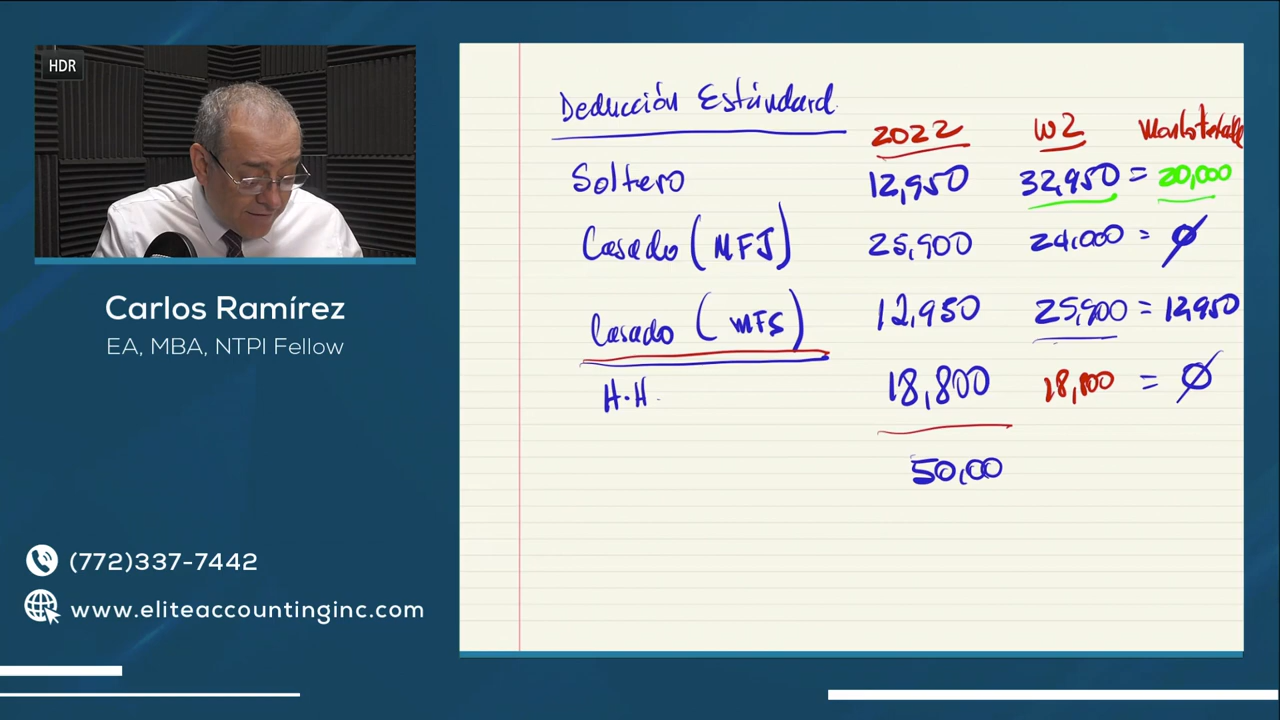 HDR
Carlos Ramírez
EA, MBA, NTPI Fellow
(772)337-7442
www.eliteaccountinginc.com
Deducción Estándard.
2022 W2
Soltero 12,950 32,950 = 20,000
Casado (MFJ) 25,900 24,000 = ∅
Casado (MFS) 12,950 25,900 = 12,950
H.H. 18,800 18,800 = ∅
50,00